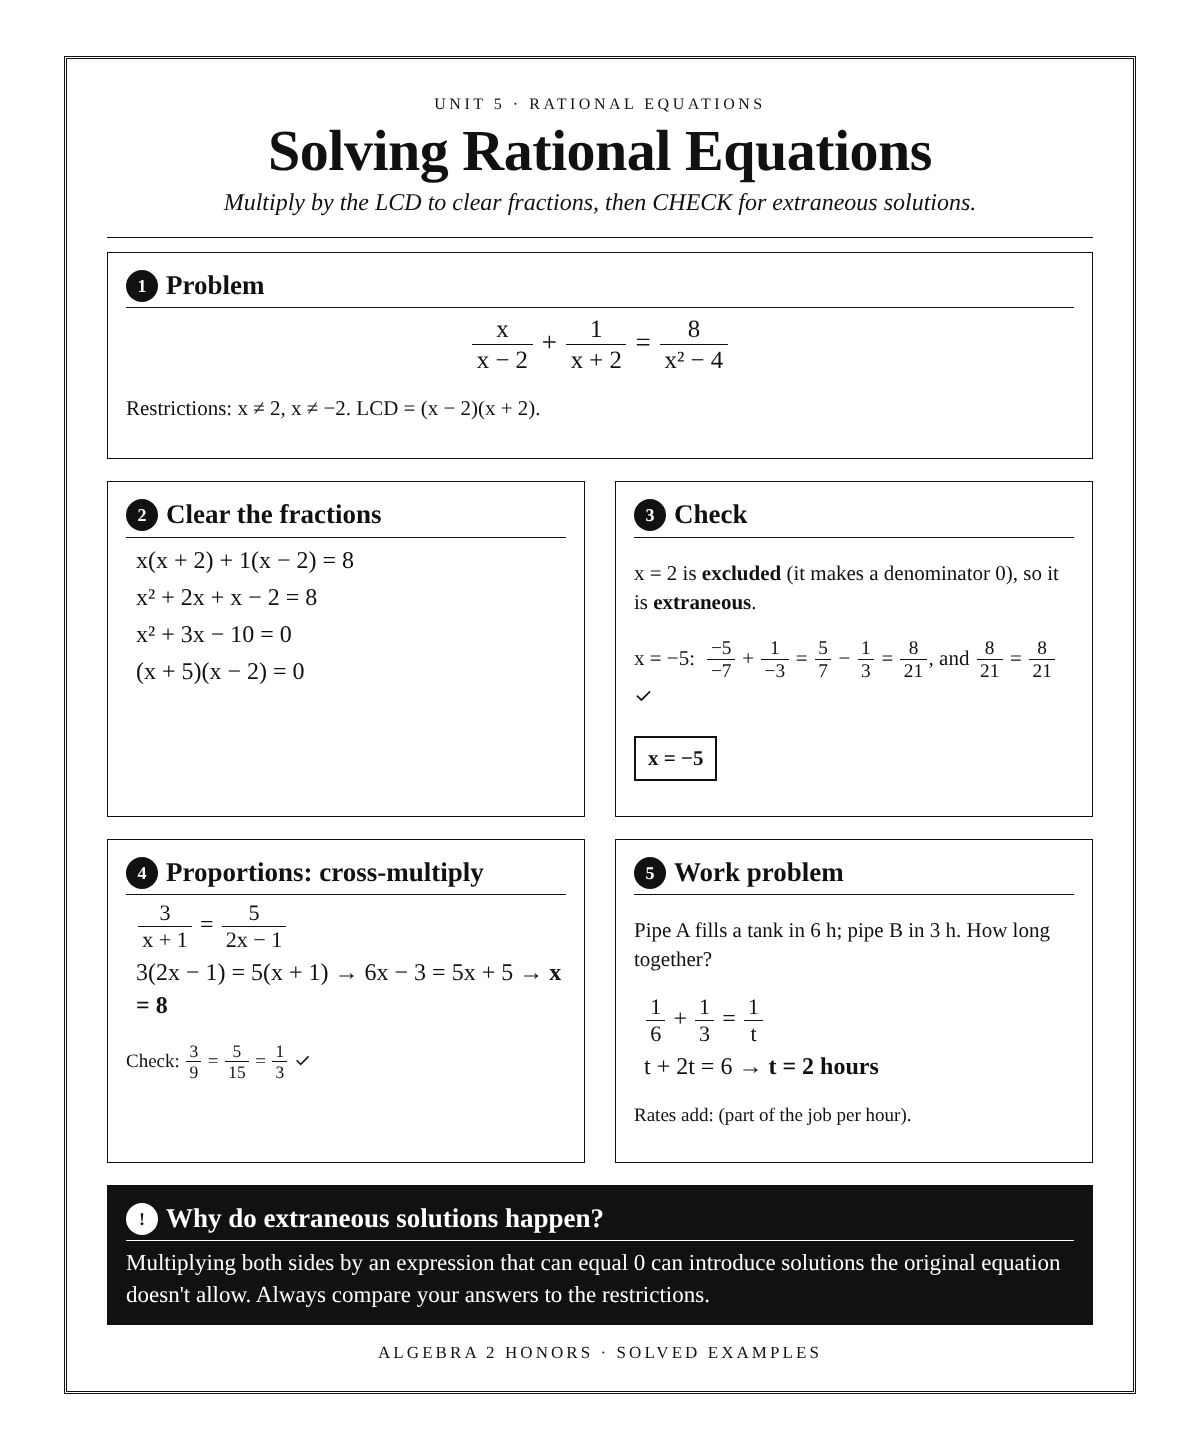 UNIT 5 · RATIONAL EQUATIONS
Solving Rational Equations
Multiply by the LCD to clear fractions, then CHECK for extraneous solutions.
1 Problem
x/(x − 2) + 1/(x + 2) = 8/(x² − 4)
Restrictions: x ≠ 2, x ≠ −2. LCD = (x − 2)(x + 2).
2 Clear the fractions
x(x + 2) + 1(x − 2) = 8
x² + 2x + x − 2 = 8
x² + 3x − 10 = 0
(x + 5)(x − 2) = 0
3 Check
x = 2 is excluded (it makes a denominator 0), so it
is extraneous.
x = −5: −5/−7 + 1/−3 = 5/7 − 1/3 = 8/21, and 8/21 = 8/21
✓
x = −5
4 Proportions: cross-multiply
3/(x + 1) = 5/(2x − 1)
3(2x − 1) = 5(x + 1) → 6x − 3 = 5x + 5 → x
= 8
Check: 3/9 = 5/15 = 1/3 ✓
5 Work problem
Pipe A fills a tank in 6 h; pipe B in 3 h. How long
together?
1/6 + 1/3 = 1/t
t + 2t = 6 → t = 2 hours
Rates add: (part of the job per hour).
! Why do extraneous solutions happen?
Multiplying both sides by an expression that can equal 0 can introduce solutions the original equation
doesn't allow. Always compare your answers to the restrictions.
ALGEBRA 2 HONORS · SOLVED EXAMPLES